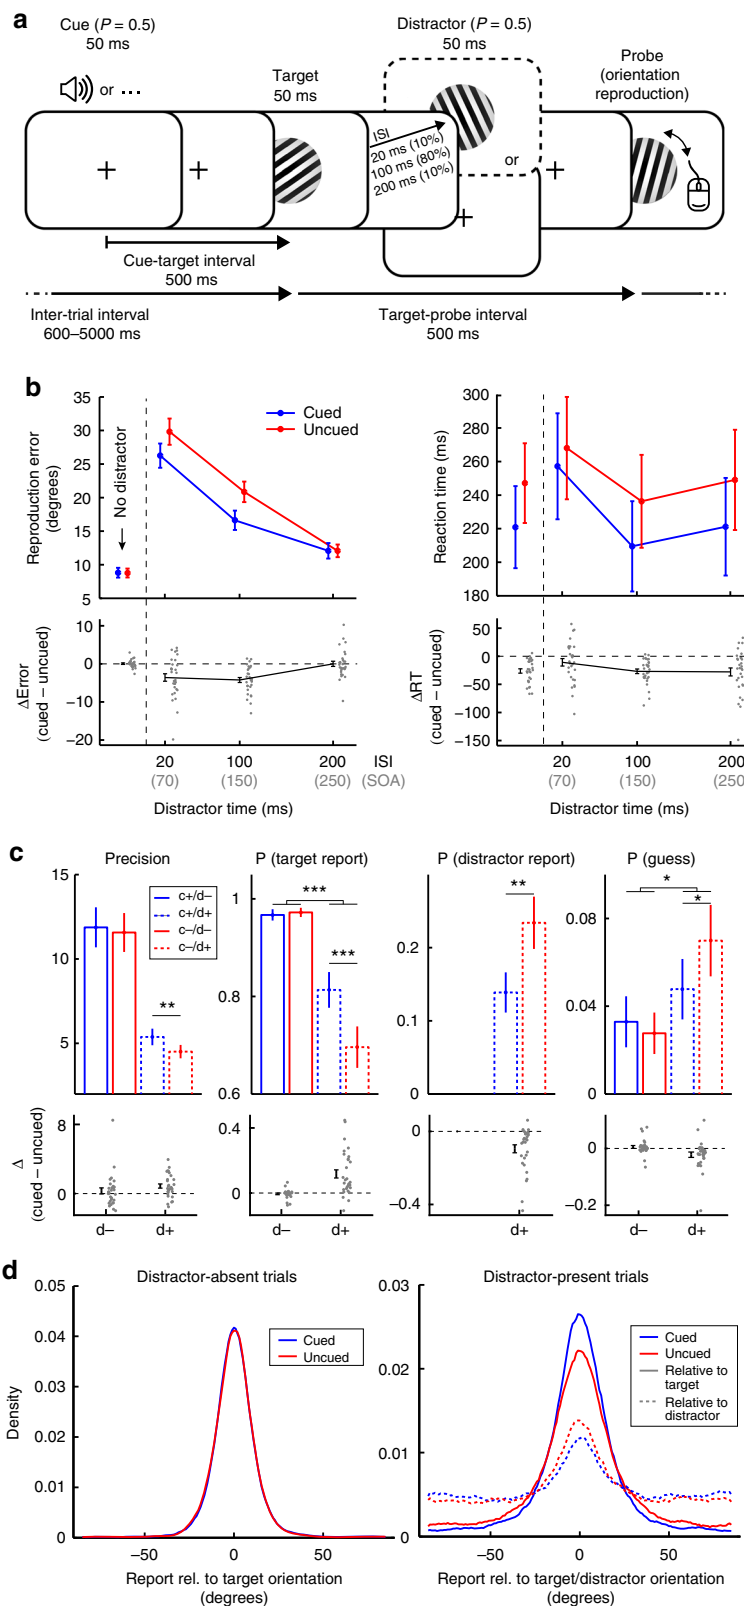 a
Cue (P = 0.5)
50 ms
or ...
Target
50 ms
Distractor (P = 0.5)
50 ms
Probe
(orientation
reproduction)
ISI
20 ms (10%)
100 ms (80%)
200 ms (10%)
or
Cue-target interval
500 ms
Inter-trial interval
600–5000 ms
Target-probe interval
500 ms
b
Reproduction error
(degrees)
35
30
25
20
15
10
5
No distractor
Cued
Uncued
ΔError
(cued – uncued)
10
0
−10
−20
20
100
200
ISI
(70)
(150)
(250)
(SOA)
Distractor time (ms)
Reaction time (ms)
300
280
260
240
220
200
180
ΔRT
(cued – uncued)
50
0
−50
−100
−150
20
100
200
(70)
(150)
(250
Distractor time (ms)
c
Precision
15
10
5
c+/d−
c+/d+
c−/d−
c−/d+
**
P (target report)
1
0.8
0.6
***
***
P (distractor report)
0.2
0.1
0
**
P (guess)
0.08
0.04
0
*
*
Δ
(cued – uncued)
8
0
d−
d+
0.4
0
d−
d+
0
−0.4
d+
0
−0.2
d−
d+
d
Distractor-absent trials
Density
0.05
0.04
0.03
0.02
0.01
0
Cued
Uncued
−50
0
50
Report rel. to target orientation
(degrees)
Distractor-present trials
0.03
0.02
0.01
0
Cued
Uncued
Relative to
target
Relative to
distractor
−50
0
50
Report rel. to target/distractor orientation
(degrees)